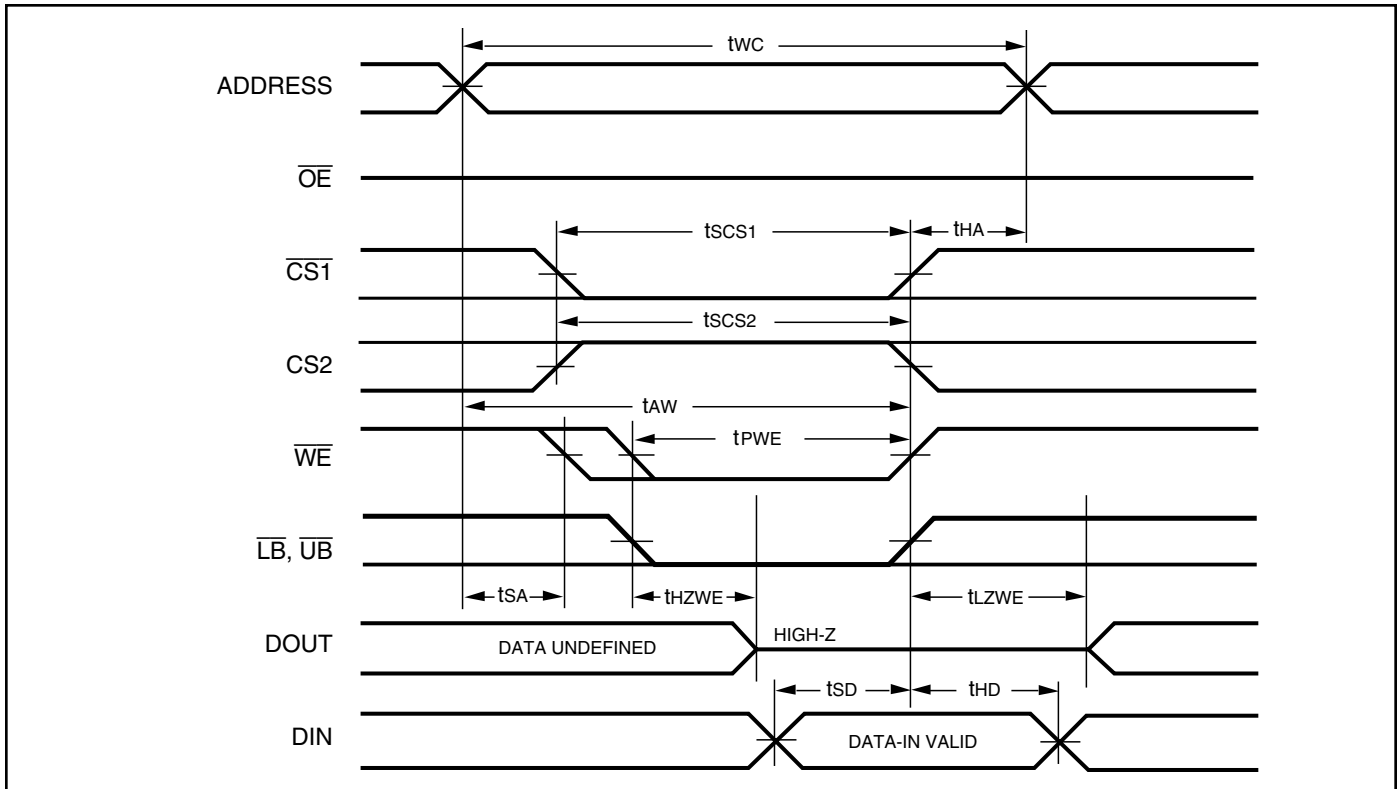 tWC
ADDRESS
OE
tSCS1
tHA
CS1
tSCS2
CS2
tAW
tPWE
WE
LB, UB
tSA
tHZWE
tLZWE
DOUT
DATA UNDEFINED
HIGH-Z
tSD
tHD
DIN
DATA-IN VALID